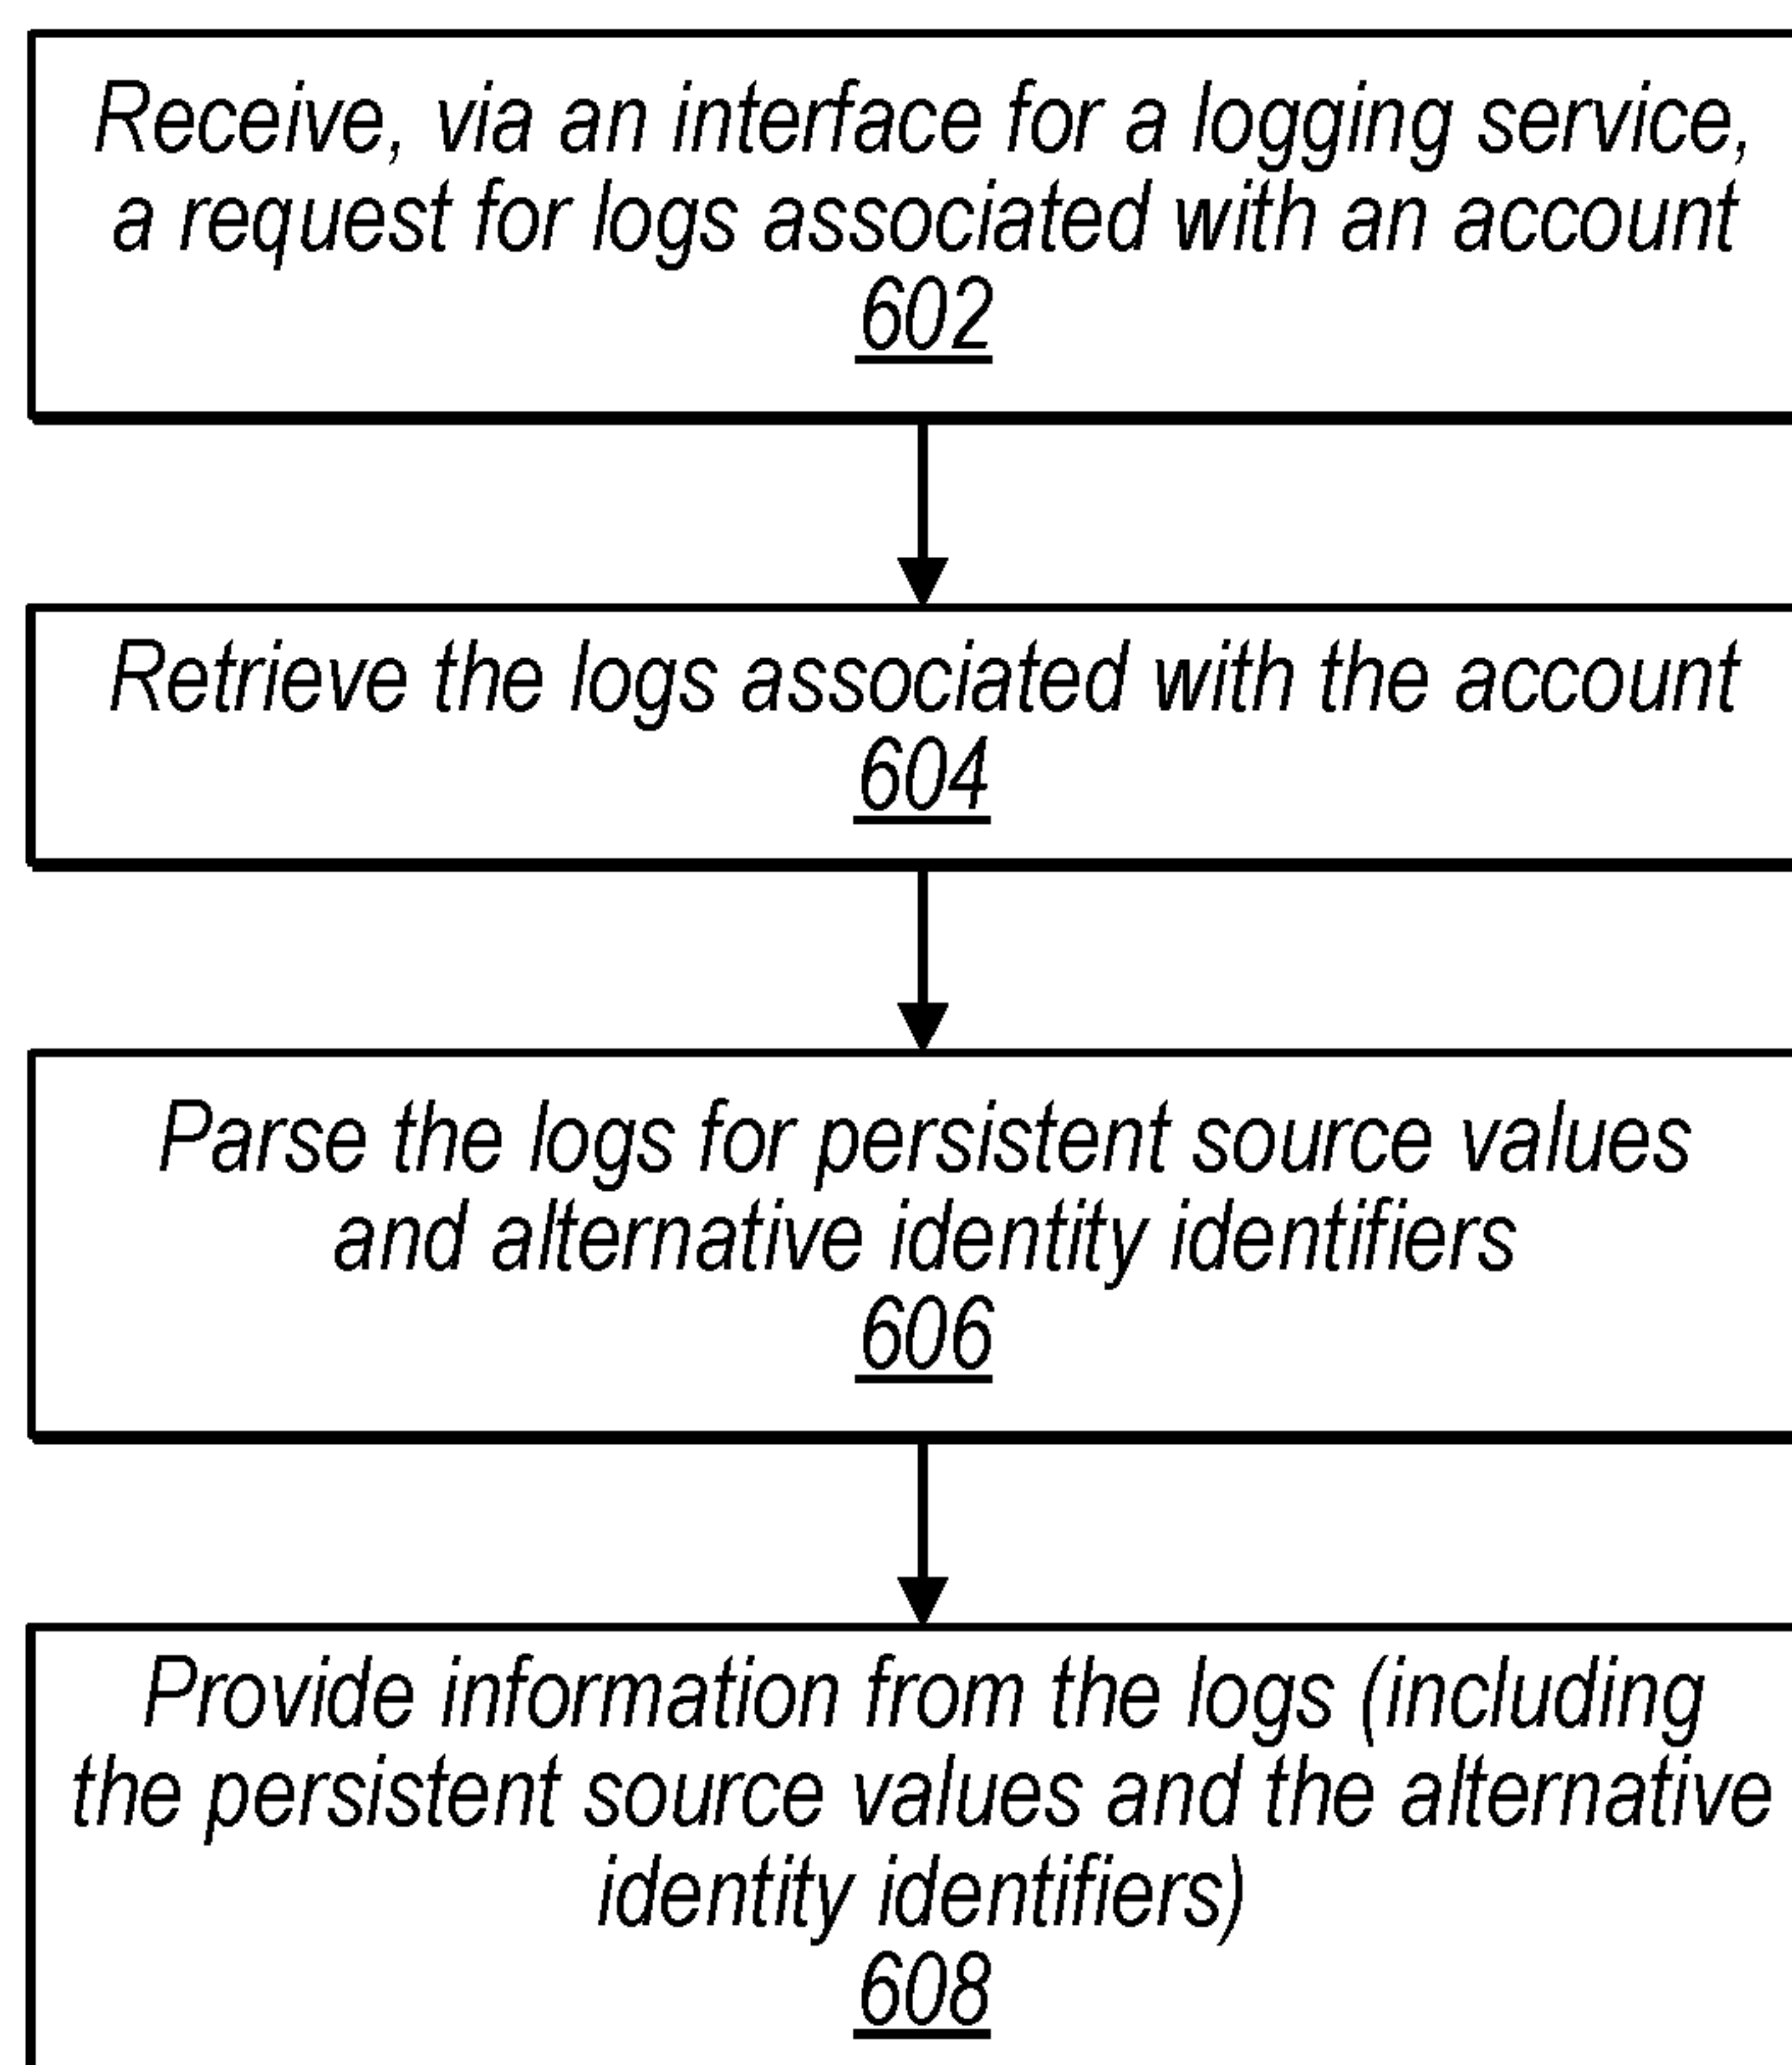 Receive, via an interface for a logging service,
a request for logs associated with an account
602
Retrieve the logs associated with the account
604
Parse the logs for persistent source values
and alternative identity identifiers
606
Provide information from the logs (including
the persistent source values and the alternative
identity identifiers)
608